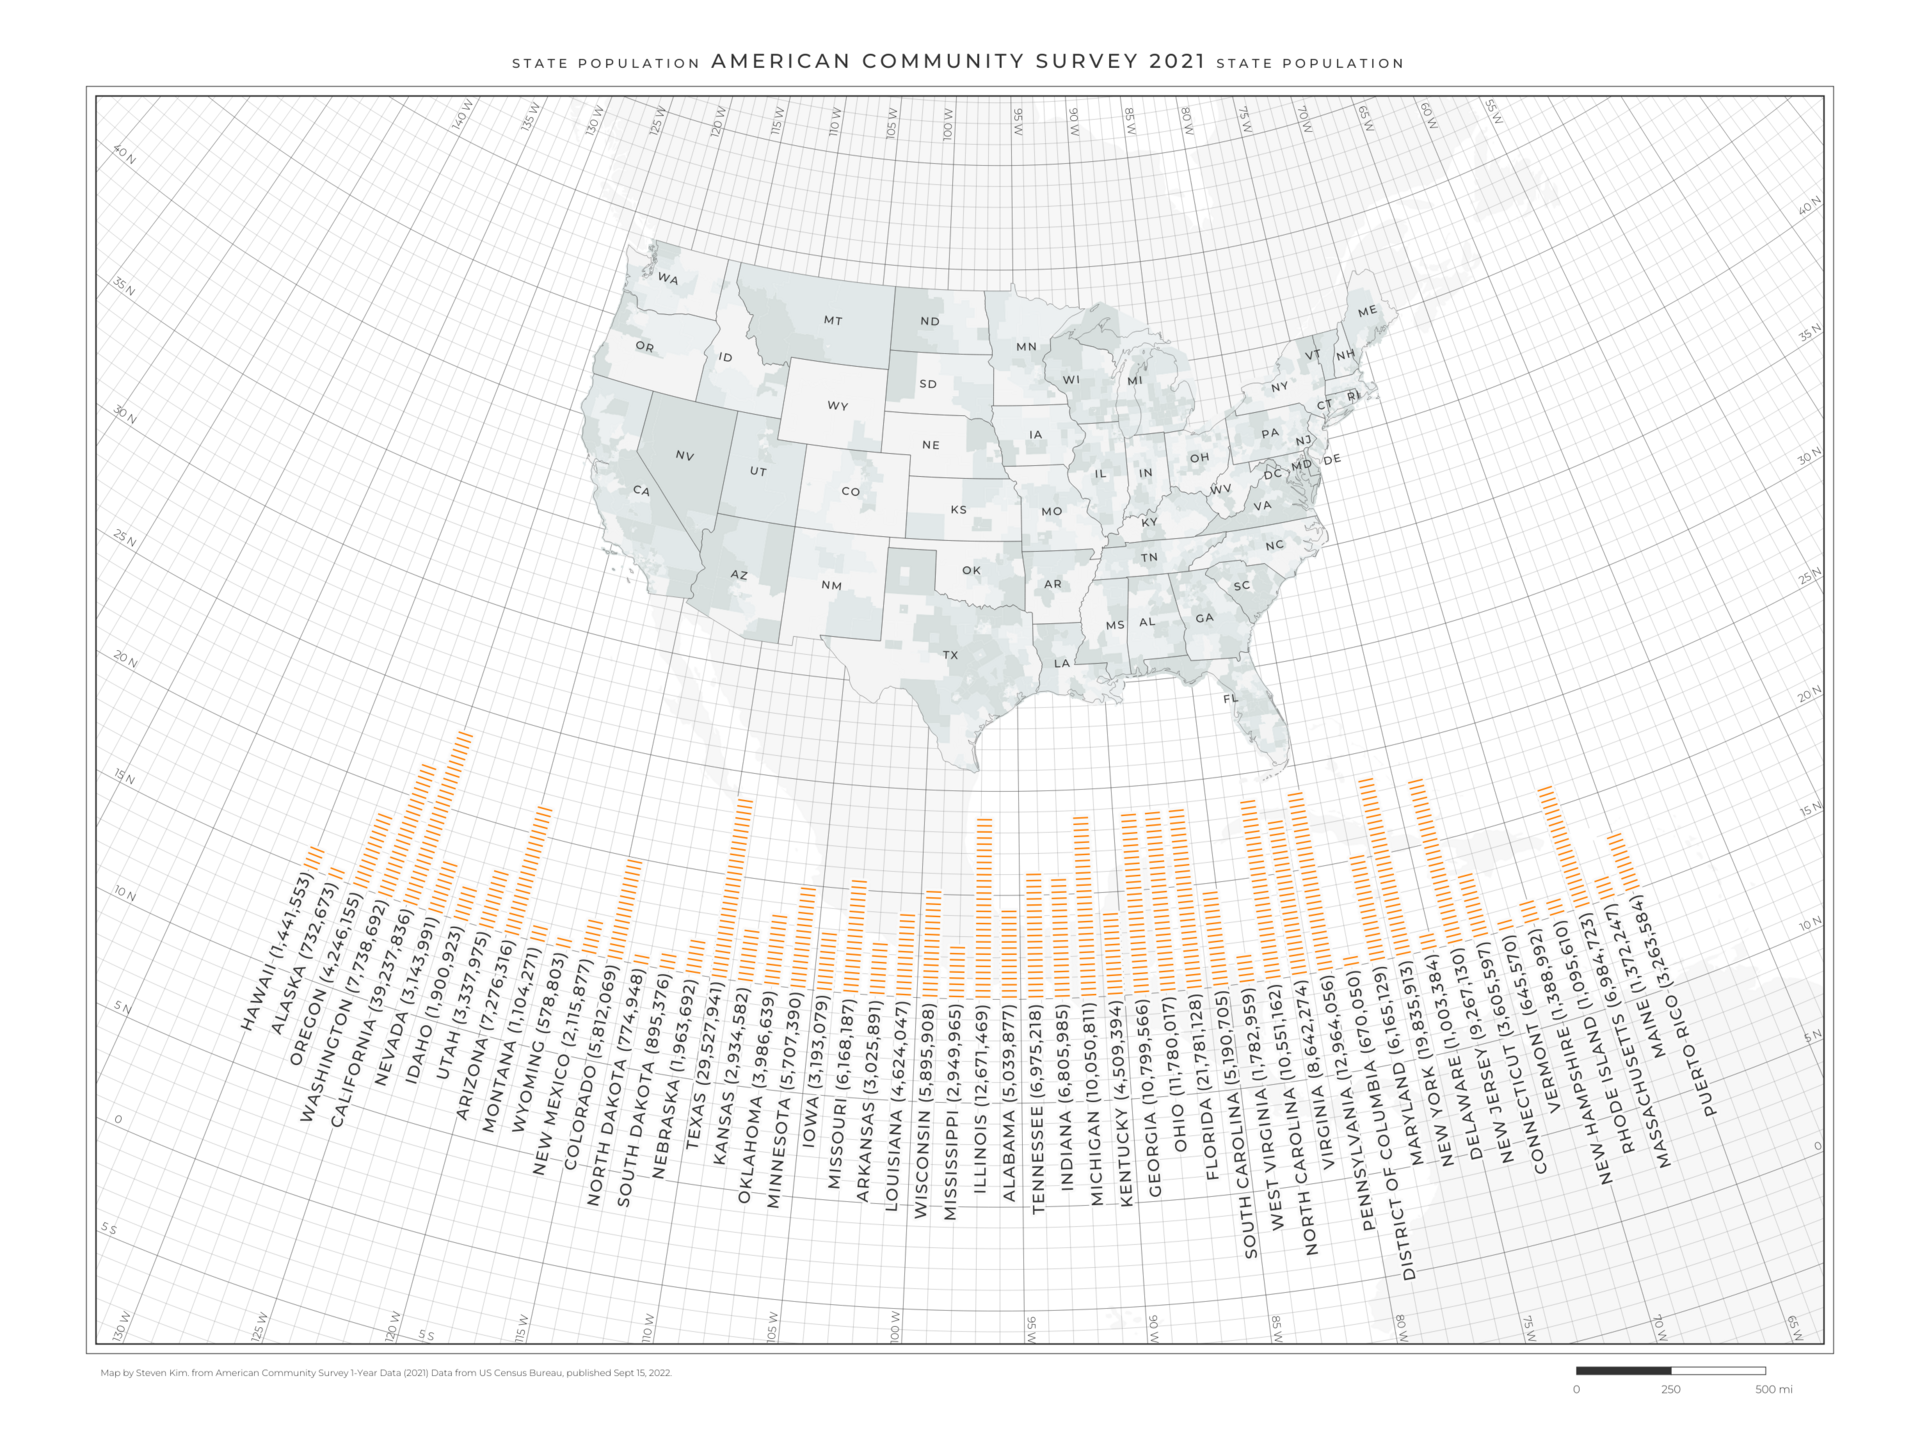 STATE POPULATION AMERICAN COMMUNITY SURVEY 2021 STATE POPULATION
140 W
135 W
130 W
125 W
120 W
115 W
110 W
105 W
100 W
95 W
90 W
85 W
80 W
75 W
70 W
65 W
60 W
55 W
40 N
35 N
30 N
25 N
20 N
15 N
10 N
5 N
0
5 S
40 N
35 N
30 N
25 N
20 N
15 N
10 N
5 N
0
WA
OR
ID
MT
ND
MN
WI
MI
VT
NH
ME
NY
CT
RI
WY
SD
IA
NE
PA
NJ
NV
UT
CO
KS
MO
IL
IN
OH
WV
DC
MD
DE
VA
CA
KY
NC
AZ
NM
OK
AR
TN
SC
MS
AL
GA
TX
LA
FL
HAWAII (1,441,553)
ALASKA (732,673)
OREGON (4,246,155)
WASHINGTON (7,738,692)
CALIFORNIA (39,237,836)
NEVADA (3,143,991)
IDAHO (1,900,923)
UTAH (3,337,975)
ARIZONA (7,276,316)
MONTANA (1,104,271)
WYOMING (578,803)
NEW MEXICO (2,115,877)
COLORADO (5,812,069)
NORTH DAKOTA (774,948)
SOUTH DAKOTA (895,376)
NEBRASKA (1,963,692)
TEXAS (29,527,941)
KANSAS (2,934,582)
OKLAHOMA (3,986,639)
MINNESOTA (5,707,390)
IOWA (3,193,079)
MISSOURI (6,168,187)
ARKANSAS (3,025,891)
LOUISIANA (4,624,047)
WISCONSIN (5,895,908)
MISSISSIPPI (2,949,965)
ILLINOIS (12,671,469)
ALABAMA (5,039,877)
TENNESSEE (6,975,218)
INDIANA (6,805,985)
MICHIGAN (10,050,811)
KENTUCKY (4,509,394)
GEORGIA (10,799,566)
OHIO (11,780,017)
FLORIDA (21,781,128)
SOUTH CAROLINA (5,190,705)
WEST VIRGINIA (1,782,959)
NORTH CAROLINA (10,551,162)
VIRGINIA (8,642,274)
PENNSYLVANIA (12,964,056)
DISTRICT OF COLUMBIA (670,050)
MARYLAND (6,165,129)
NEW YORK (19,835,913)
DELAWARE (1,003,384)
NEW JERSEY (9,267,130)
CONNECTICUT (3,605,597)
VERMONT (645,570)
NEW HAMPSHIRE (1,388,992)
RHODE ISLAND (1,095,610)
MASSACHUSETTS (6,984,723)
MAINE (1,372,247)
PUERTO RICO (3,263,584)
130 W
125 W
120 W
5 S
115 W
110 W
105 W
100 W
95 W
90 W
85 W
80 W
75 W
70 W
65 W
Map by Steven Kim. from American Community Survey 1-Year Data (2021) Data from US Census Bureau, published Sept 15, 2022.
0 250 500 mi